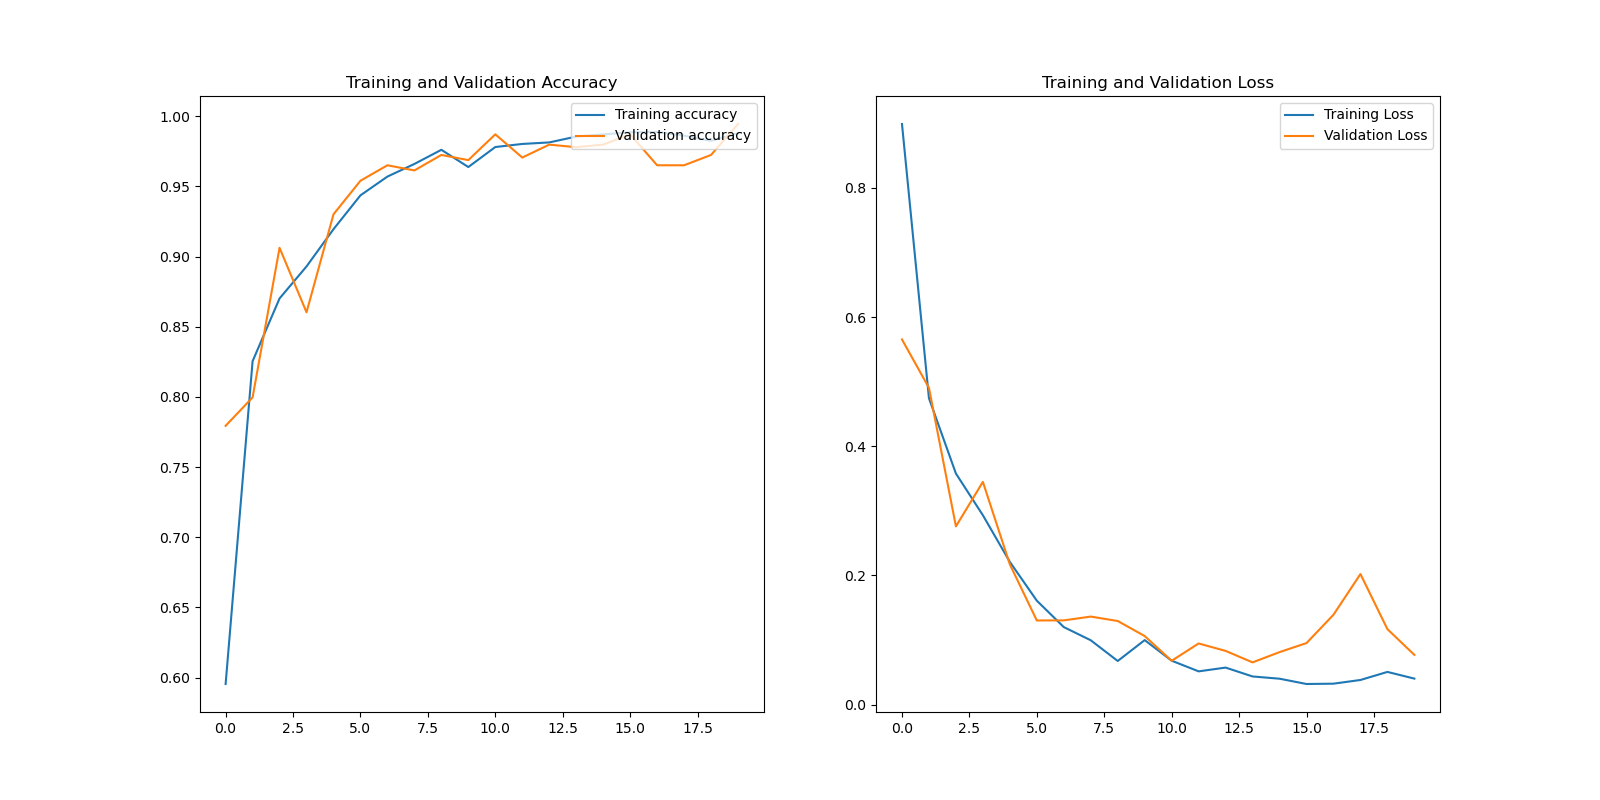 Training and Validation Accuracy
Training accuracy
Validation accuracy
1.00
0.95
0.90
0.85
0.80
0.75
0.70
0.65
0.60
0.0 2.5 5.0 7.5 10.0 12.5 15.0 17.5
Training and Validation Loss
Training Loss
Validation Loss
0.8
0.6
0.4
0.2
0.0
0.0 2.5 5.0 7.5 10.0 12.5 15.0 17.5